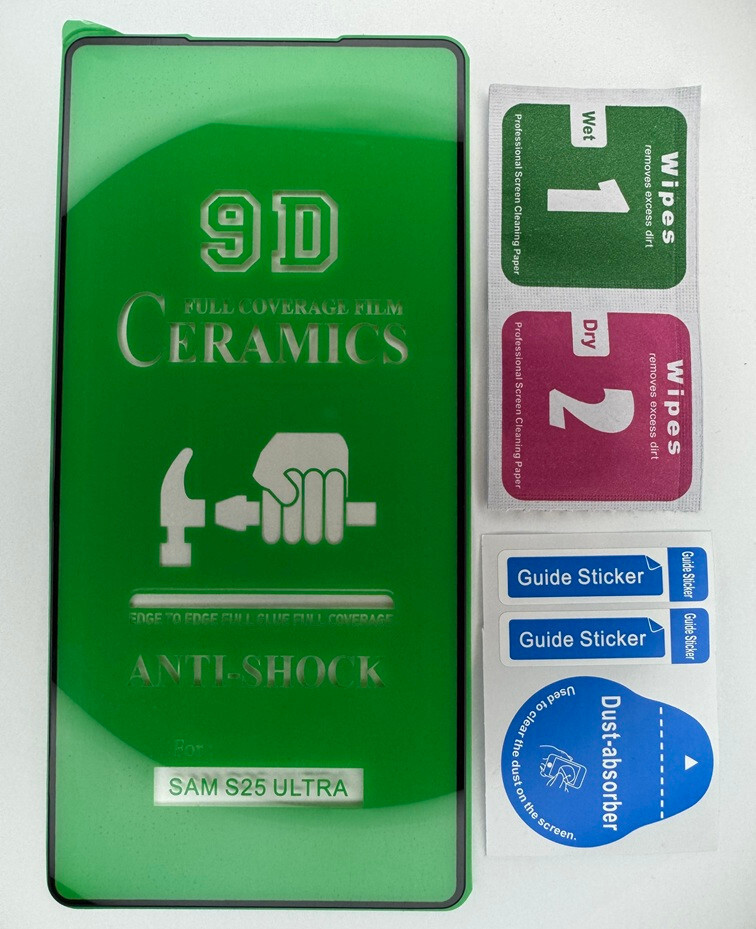 9D
FULL COVERAGE FILM
CERAMICS
EDGE TO EDGE FULL GLUE FULL COVERAGE
ANTI-SHOCK
For:
SAM S25 ULTRA
Wipes
removes excess dirt
1
Wet
Professional Screen Cleaning Paper
Wipes
removes excess dirt
2
Dry
Professional Screen Cleaning Paper
Guide Sticker
Guide Sticker
Guide Sticker
Guide Sticker
Dust-absorber
Used to clear the dust on the screen.